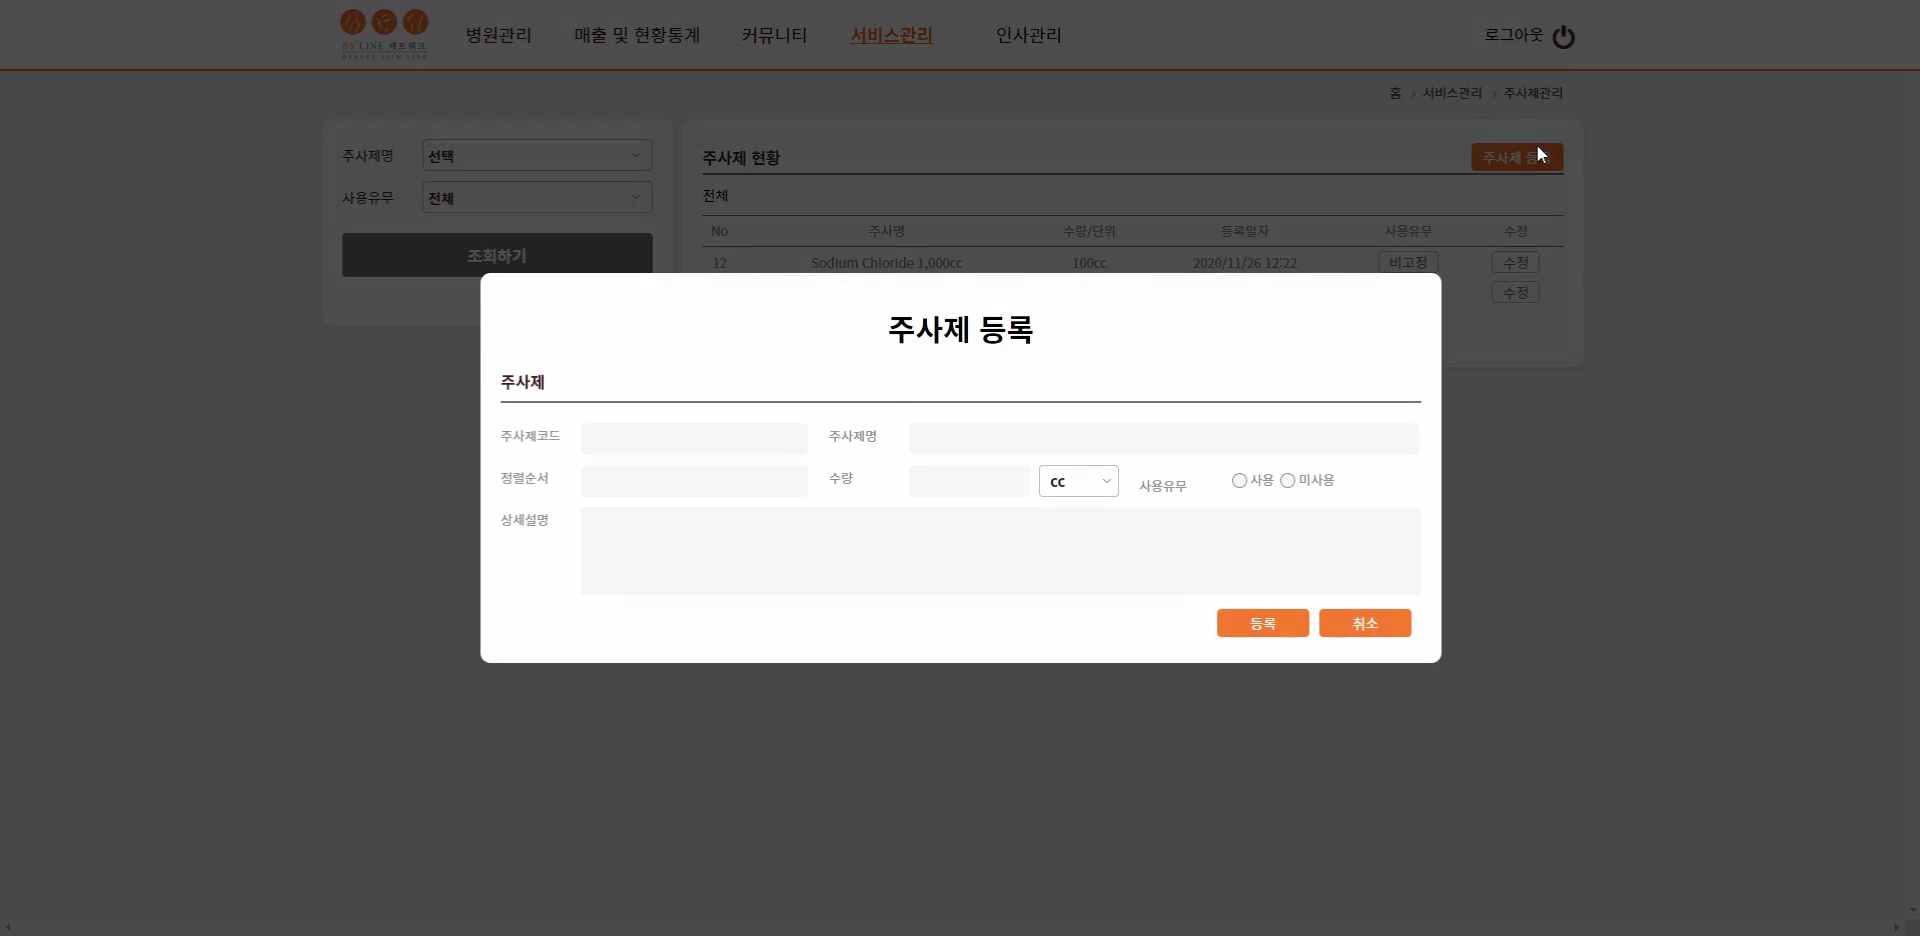 BS LINE 네트워크
BEAUTY SLIM LINE
병원관리 매출 및 현황통계 커뮤니티 서비스관리 인사관리 로그아웃
홈 > 서비스관리 > 주사제관리
주사제명 선택
사용유무 전체
조회하기
주사제 현황 주사제 등
전체
No 주사명 수량/단위 등록일자 사용유무 수정
12 Sodium Chloride 1,000cc 100cc 2020/11/26 12:22 비고정 수정
수정
주사제 등록
주사제
주사제코드 주사제명
정렬순서 수량 cc 사용유무 사용 미사용
상세설명
등록 취소